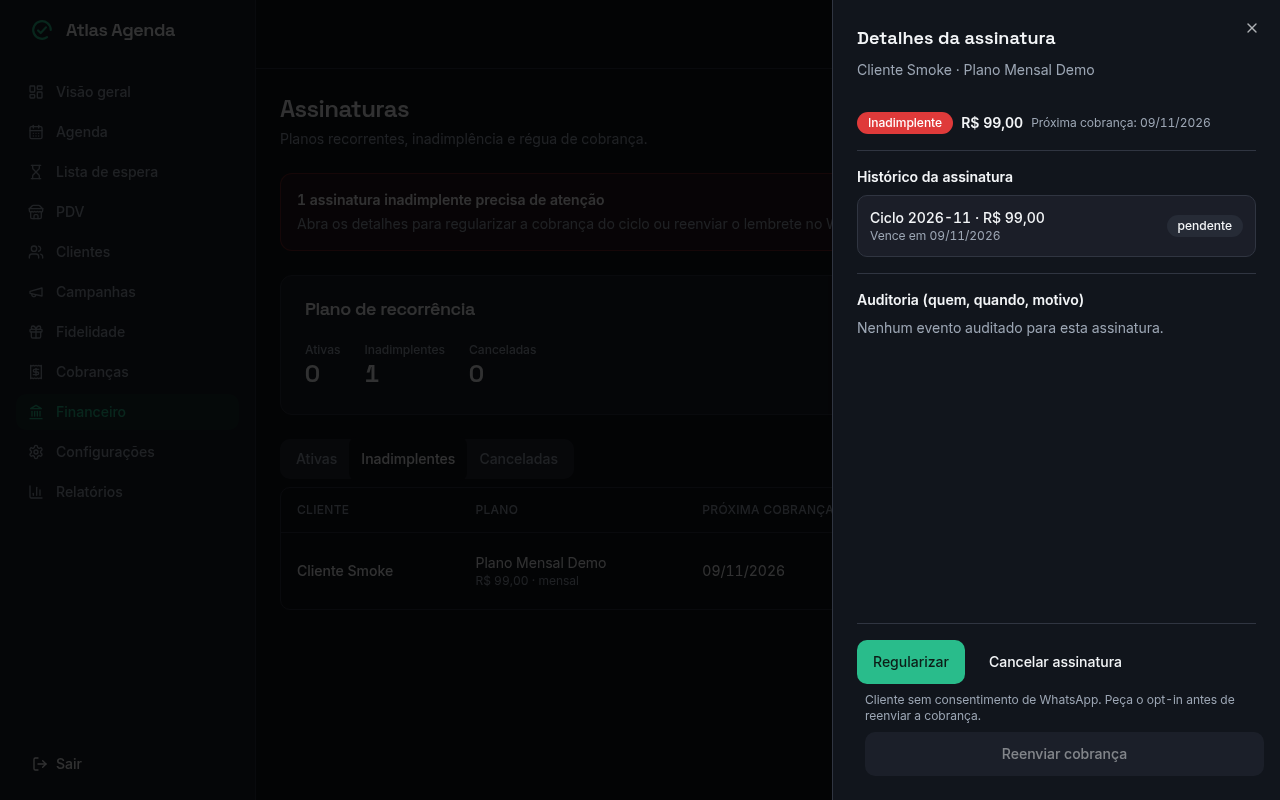 Atlas Agenda
Visão geral
Agenda
Lista de espera
PDV
Clientes
Campanhas
Fidelidade
Cobranças
Financeiro
Configurações
Relatórios
Sair
Assinaturas
Planos recorrentes, inadimplência e régua de cobrança.
1 assinatura inadimplente precisa de atenção
Abra os detalhes para regularizar a cobrança do ciclo ou reenviar o lembrete no
Plano de recorrência
Ativas Inadimplentes Canceladas
0 1 0
Ativas Inadimplentes Canceladas
CLIENTE PLANO PRÓXIMA COBRANÇA
Cliente Smoke Plano Mensal Demo 09/11/2026
R$ 99,00 · mensal
Detalhes da assinatura
Cliente Smoke · Plano Mensal Demo
Inadimplente R$ 99,00 Próxima cobrança: 09/11/2026
Histórico da assinatura
Ciclo 2026-11 · R$ 99,00
Vence em 09/11/2026
pendente
Auditoria (quem, quando, motivo)
Nenhum evento auditado para esta assinatura.
Regularizar Cancelar assinatura
Cliente sem consentimento de WhatsApp. Peça o opt-in antes de
reenviar a cobrança.
Reenviar cobrança